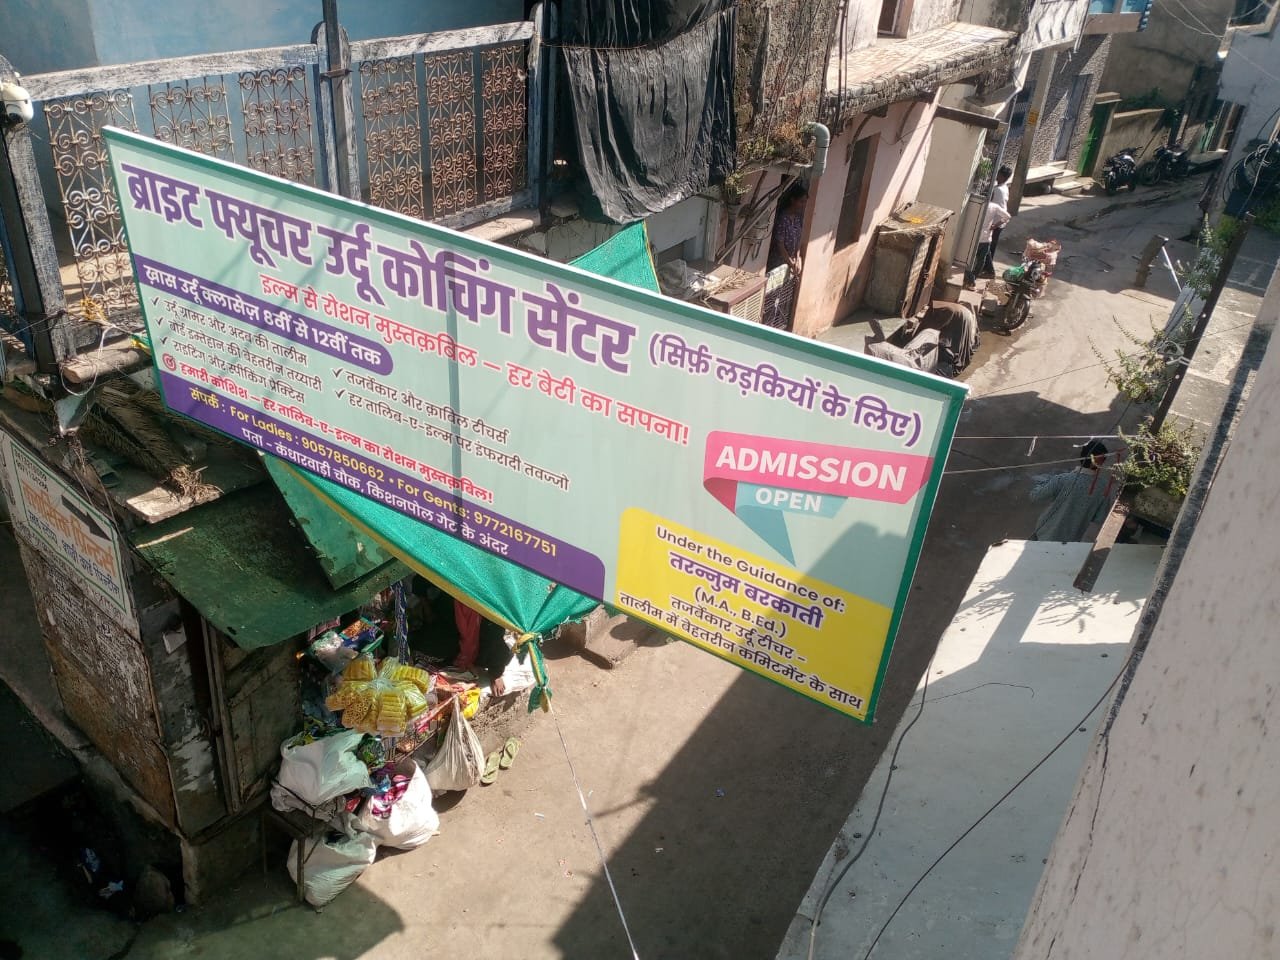 ब्राइट फ्यूचर उर्दू कोचिंग सेंटर (सिर्फ़ लड़कियों के लिए)
इल्म से रोशन मुस्तक़बिल – हर बेटी का सपना!
ख़ास उर्दू क्लासेज़ 8वीं से 12वीं तक
✓ उर्दू ग्रामर और अदब की तालीम
✓ बोर्ड इम्तेहान की बेहतरीन तय्यारी
✓ राइटिंग और स्पीकिंग प्रैक्टिस
✓ तजर्बेकार और क़ाबिल टीचर्स
✓ हर तालिब-ए-इल्म पर इंफरादी तवज्जो
हमारी कोशिश – हर तालिब-ए-इल्म का रोशन मुस्तक़बिल!
संपर्क : For Ladies : 9057850662 • For Gents: 9772167751
पता - कंधारवाड़ी चौक, किशनपोल गेट के अंदर
ADMISSION
OPEN
Under the Guidance of:
तरन्नुम बरकाती
(M.A., B.Ed.)
तजर्बेकार उर्दू टीचर –
तालीम में बेहतरीन कमिटमेंट के साथ